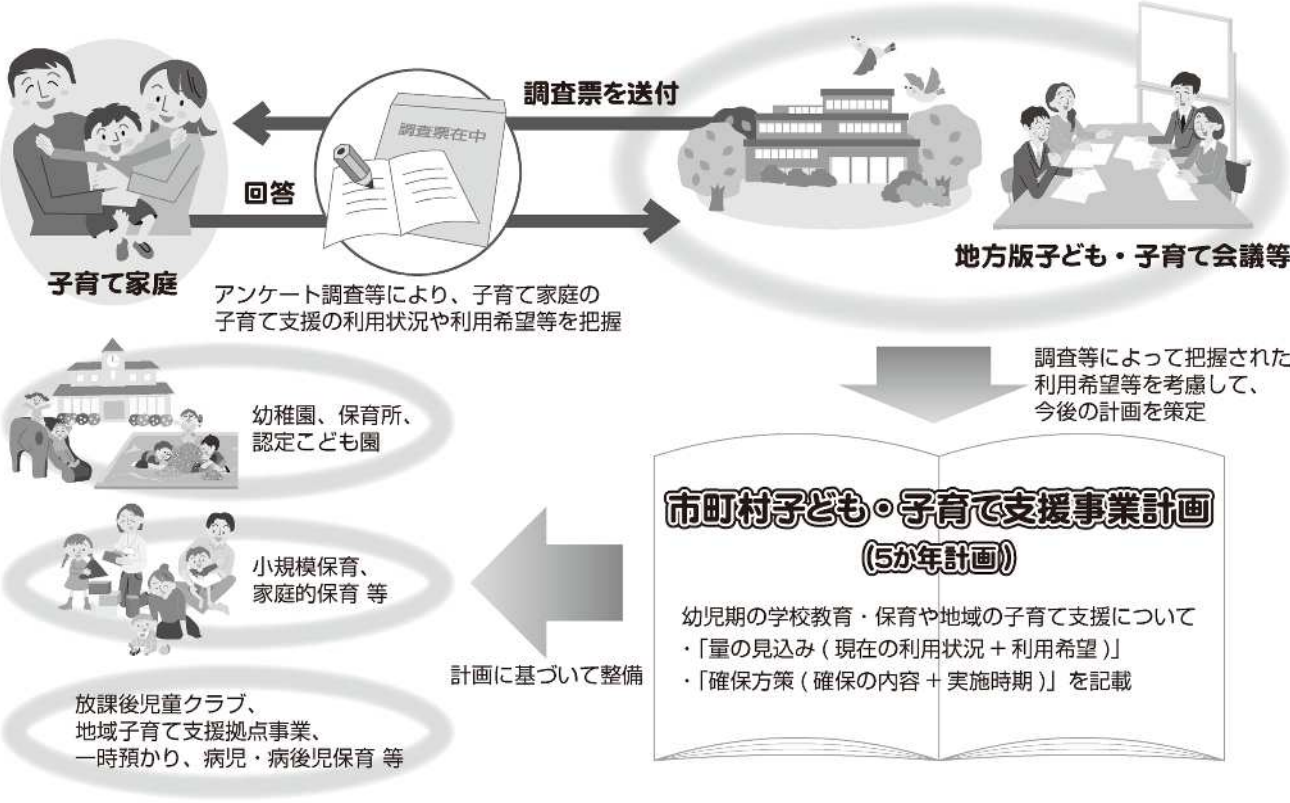 調査票を送付
調査票在中
回答
子育て家庭
地方版子ども・子育て会議等
アンケート調査等により、子育て家庭の
子育て支援の利用状況や利用希望等を把握
調査等によって把握された
利用希望等を考慮して、
今後の計画を策定
市町村子ども・子育て支援事業計画
(5か年計画)
幼児期の学校教育・保育や地域の子育て支援について
・「量の見込み(現在の利用状況+利用希望)」
・「確保方策(確保の内容+実施時期)」を記載
計画に基づいて整備
幼稚園、保育所、
認定こども園
小規模保育、
家庭的保育 等
放課後児童クラブ、
地域子育て支援拠点事業、
一時預かり、病児・病後児保育 等